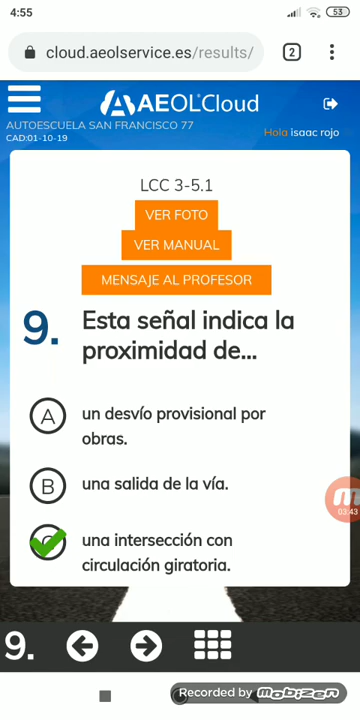 4:55
53
cloud.aeolservice.es/results/
2
AEOLCloud
AUTOESCUELA SAN FRANCISCO 77
CAD:01-10-19
Hola isaac rojo
LCC 3-5.1
VER FOTO
VER MANUAL
MENSAJE AL PROFESOR
9.
Esta señal indica la
proximidad de...
A
un desvío provisional por
obras.
B
una salida de la vía.
una intersección con
circulación giratoria.
03:43
9.
Recorded by mobizen